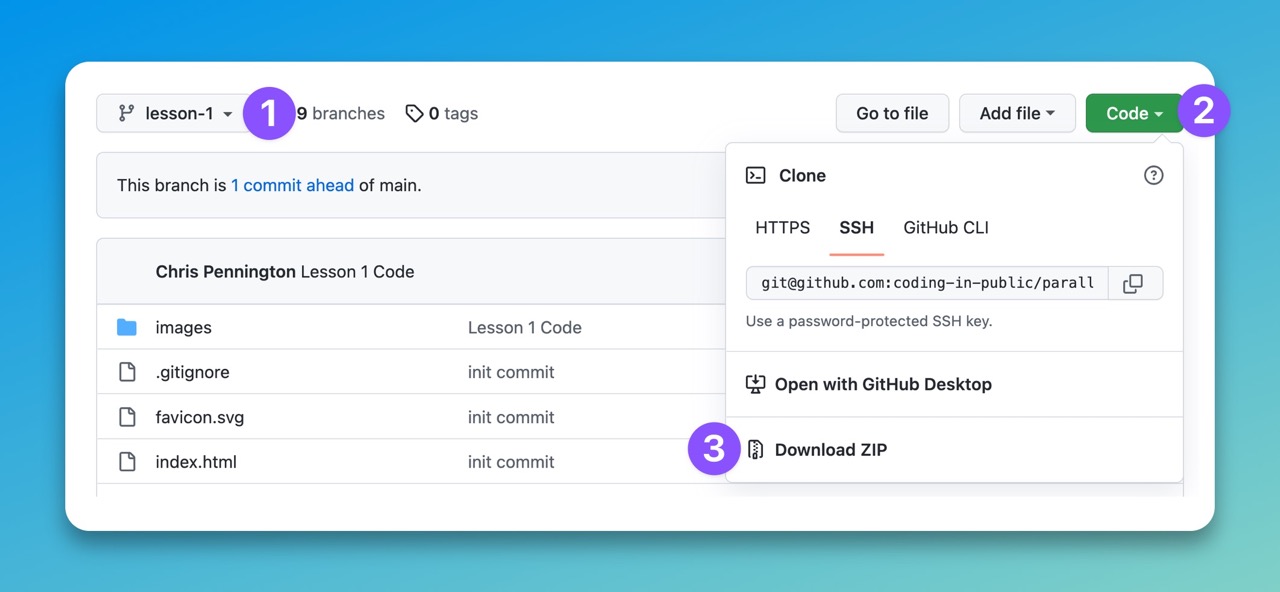 lesson-1 1 9 branches 0 tags Go to file Add file Code 2
This branch is 1 commit ahead of main.
Clone ?
HTTPS SSH GitHub CLI
git@github.com:coding-in-public/parall
Use a password-protected SSH key.
Open with GitHub Desktop
3 Download ZIP
Chris Pennington Lesson 1 Code
images Lesson 1 Code
.gitignore init commit
favicon.svg init commit
index.html init commit